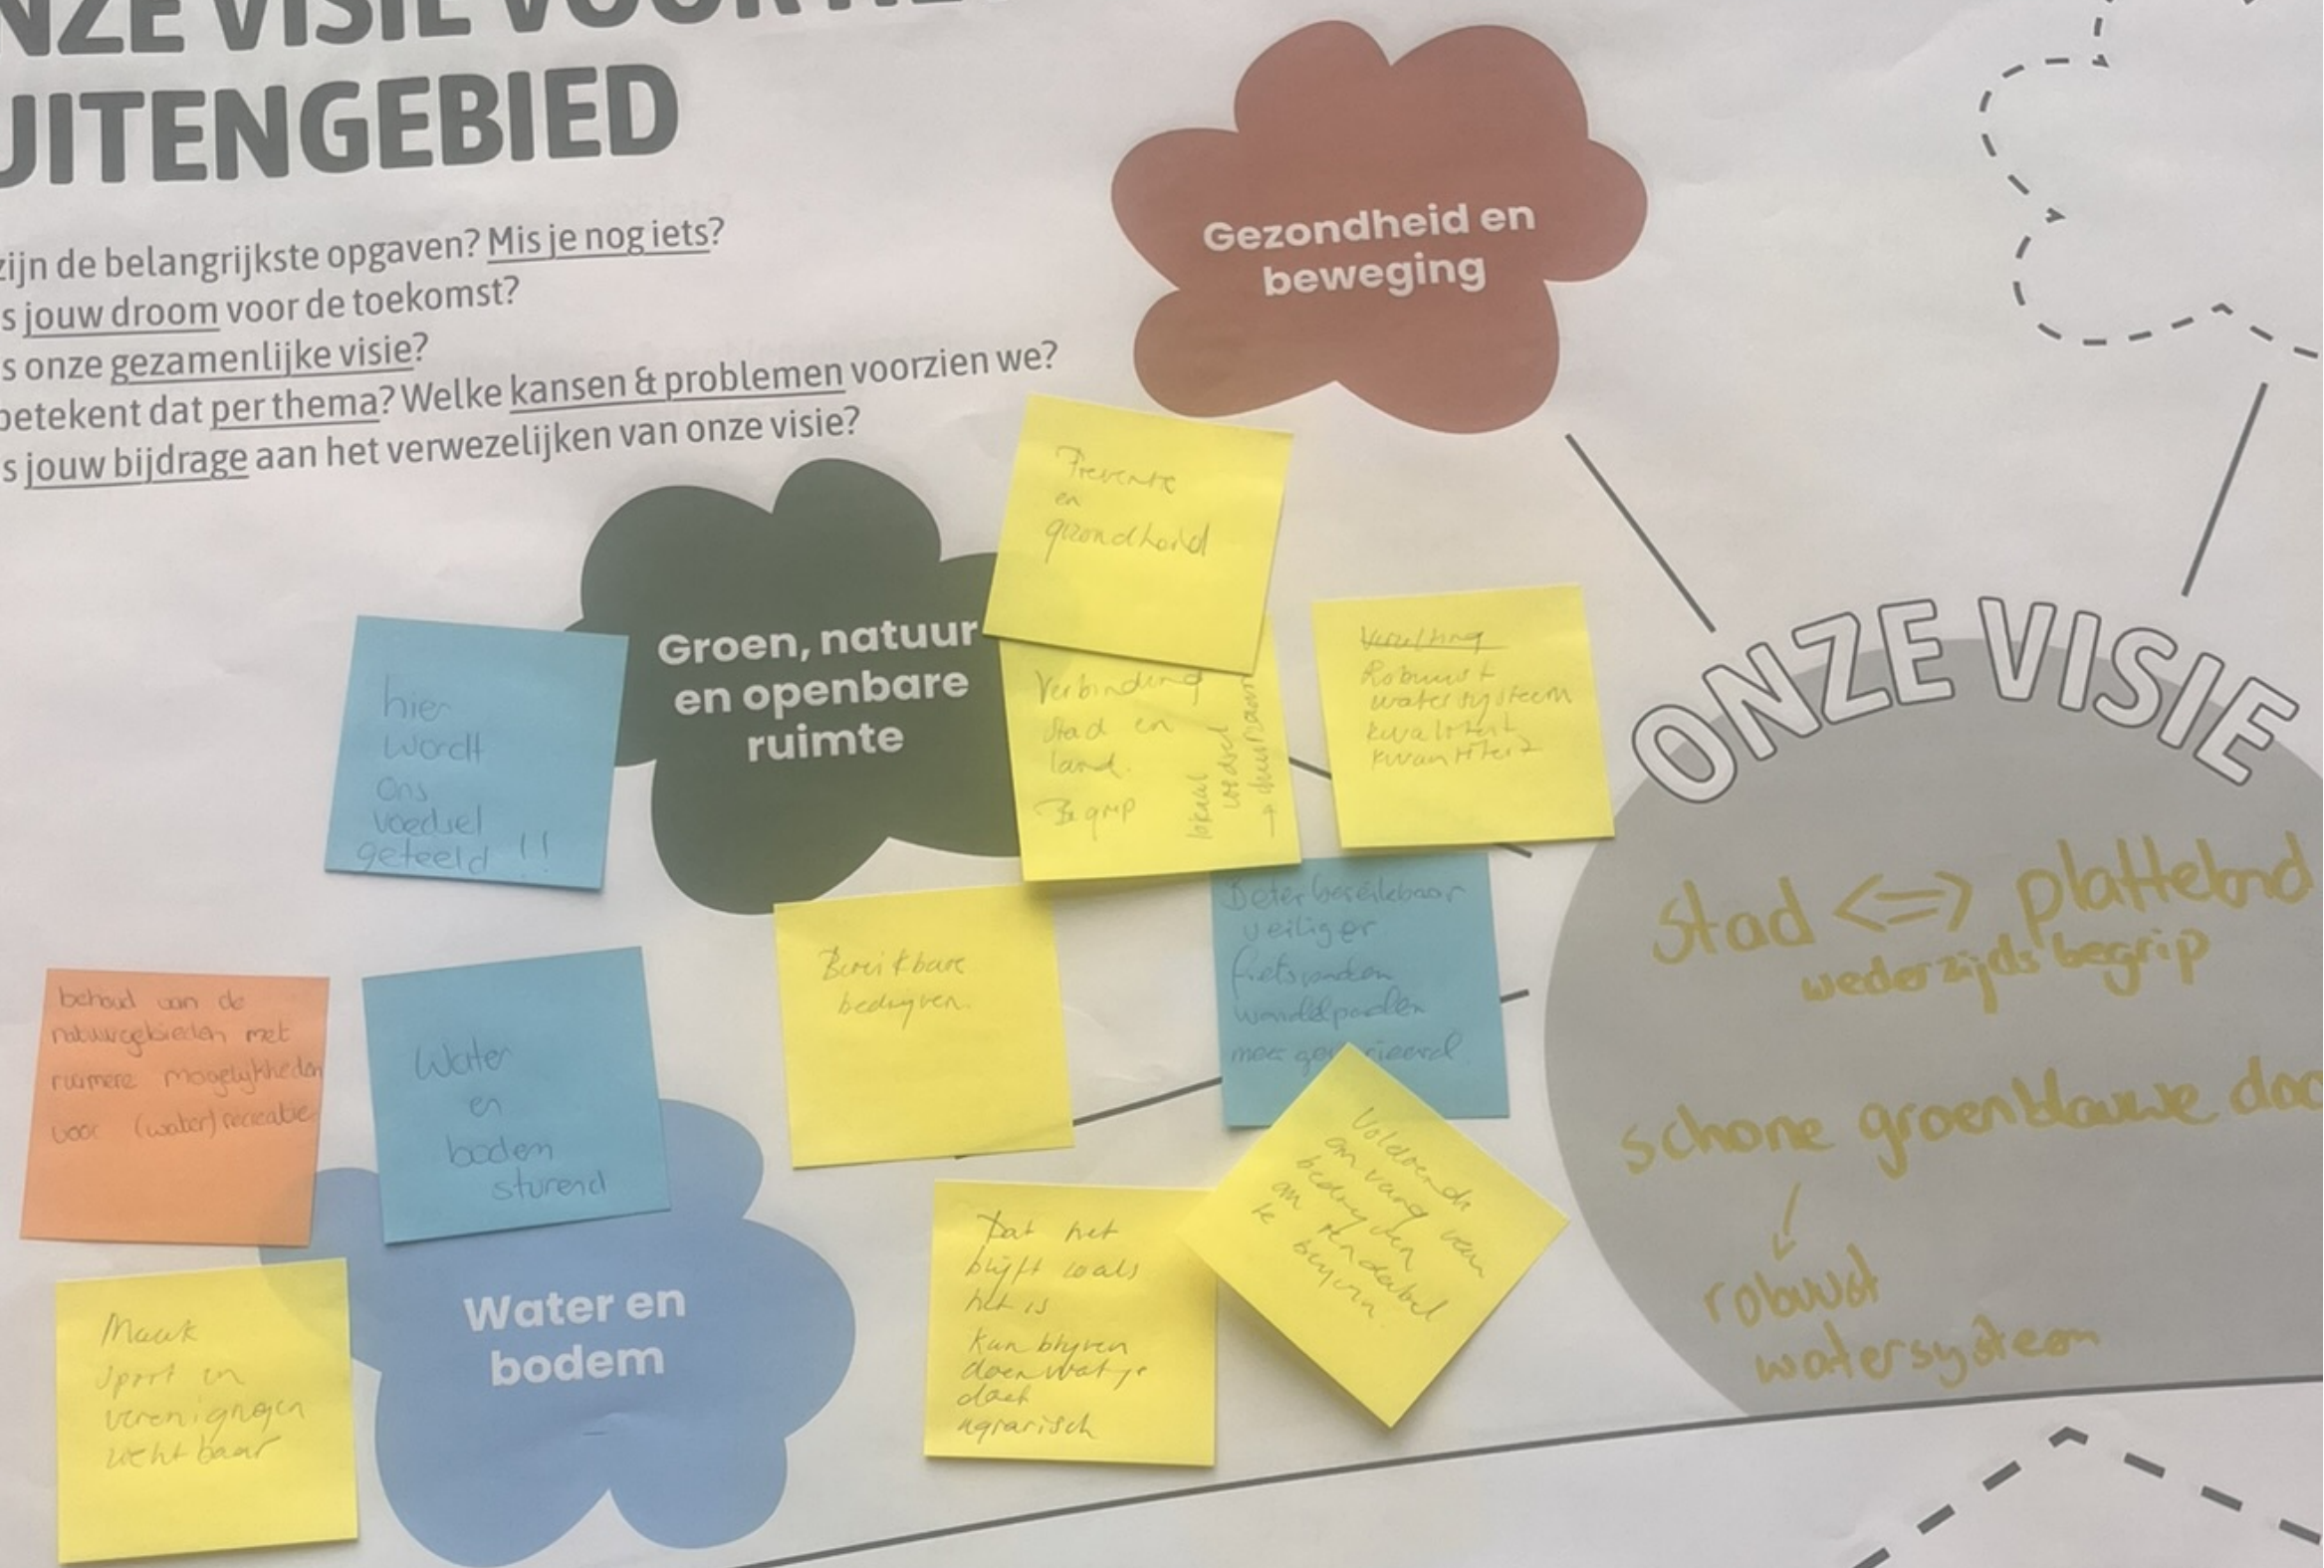 NZE VISIE VOOR
UITENGEBIED
zijn de belangrijkste opgaven? Mis je nog iets?
s jouw droom voor de toekomst?
s onze gezamenlijke visie?
betekent dat per thema? Welke kansen & problemen voorzien we?
s jouw bijdrage aan het verwezelijken van onze visie?
Gezondheid en
beweging
Preventie
en
gezondheid
Groen, natuur
en openbare
ruimte
hier
wordt
ons
voedsel
geteeld !!
Verbinding
stad en
land.
Begrip
lokaal
voedsel
→ duurzaam
Robuust
watersysteem
kwaliteit
kwantiteit
ONZE VISIE
Stad <=> platteland
wederzijds begrip
schone groenblauwe
robuust
watersysteem
Bereikbare
bedrijven.
Beter bereikbaar
veiliger
fietspaden
wandelpaden
meer
behoud van de
natuurgebieden met
ruimere mogelijkheden
voor (water)recreatie
Water
en
bodem
sturend
Water en
bodem
Maak
sport en
verenigingen
zichtbaar
Dat het
blijft zoals
het is
Kan blijven
doen wat je
doet
agrarisch
Voldoende
omvang van
bedrijven
om rendabel
te